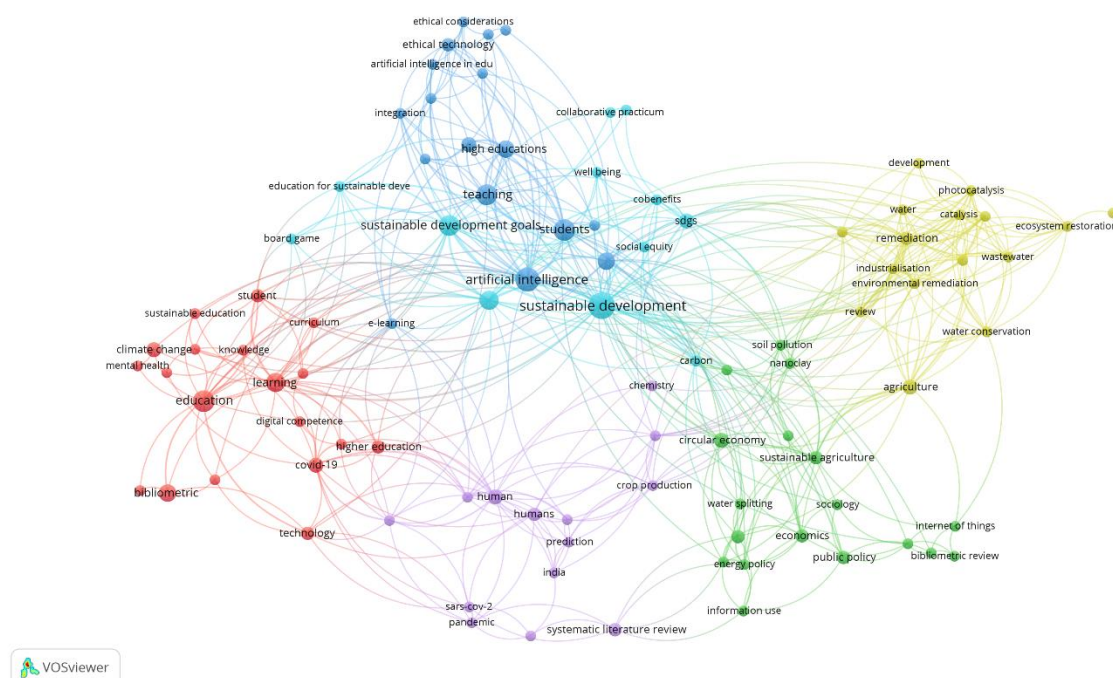 ethical considerations
ethical technology
artificial intelligence in edu
integration
collaborative practicum
high educations
development
well being
education for sustainable deve
photocatalysis
teaching
cobenefits
water
catalysis
sustainable development goals
students
sdgs
ecosystem restoration
board game
social equity
remediation
wastewater
industrialisation
artificial intelligence
environmental remediation
student
sustainable development
sustainable education
curriculum
e-learning
review
water conservation
climate change
knowledge
soil pollution
mental health
carbon
nanoclay
learning
chemistry
agriculture
education
digital competence
higher education
circular economy
covid-19
sustainable agriculture
bibliometric
human
crop production
humans
water splitting
sociology
technology
prediction
economics
internet of things
india
energy policy
public policy
bibliometric review
sars-cov-2
information use
pandemic
systematic literature review
VOSviewer